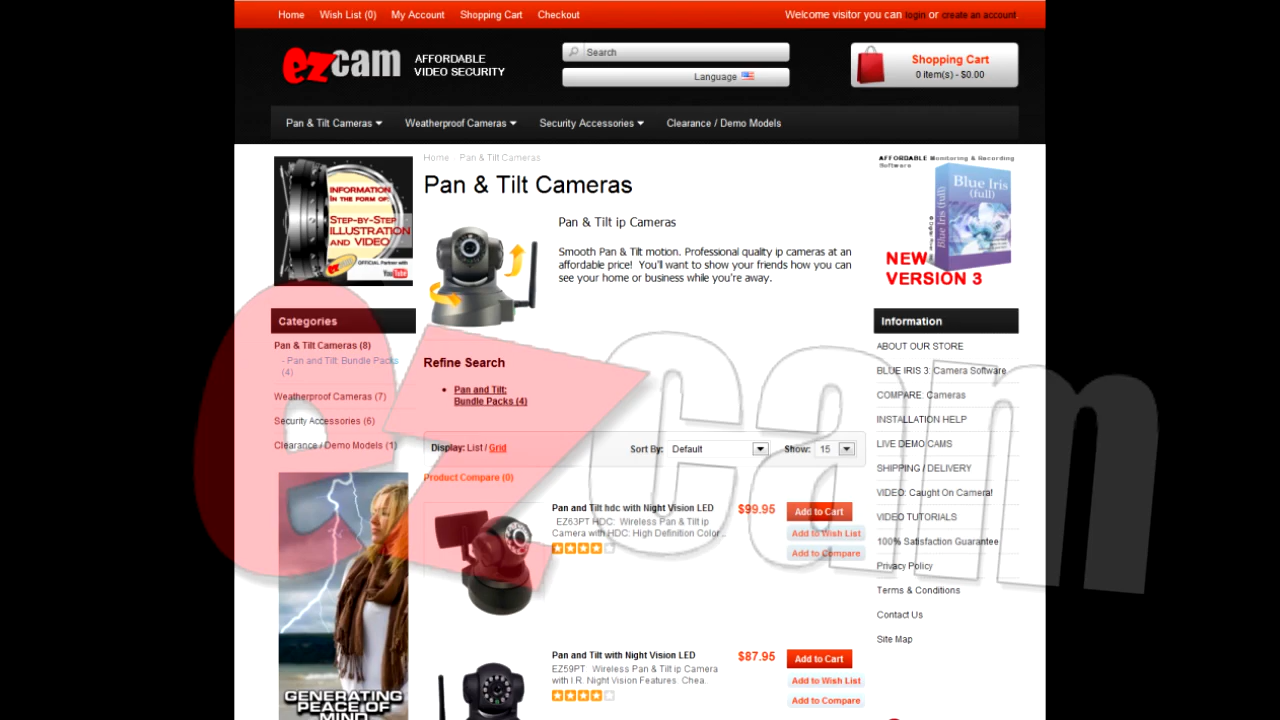 Home Wish List (0) My Account Shopping Cart Checkout
Welcome visitor you can login or create an account.
ezcam AFFORDABLE
VIDEO SECURITY
Search
Language
Shopping Cart
0 item(s) - $0.00
Pan & Tilt Cameras Weatherproof Cameras Security Accessories Clearance / Demo Models
INFORMATION
IN THE FORM OF:
STEP-BY-STEP
ILLUSTRATION
AND VIDEO
OFFICIAL Partner with
YouTube
Categories
Pan & Tilt Cameras (8)
- Pan and Tilt: Bundle Packs
(4)
Weatherproof Cameras (7)
Security Accessories (6)
Clearance / Demo Models (1)
GENERATING
PEACE OF
MIND
Home Pan & Tilt Cameras
Pan & Tilt Cameras
Pan & Tilt ip Cameras
Smooth Pan & Tilt motion. Professional quality ip cameras at an
affordable price! You'll want to show your friends how you can
see your home or business while you're away.
Refine Search
Pan and Tilt:
Bundle Packs (4)
Display: List / Grid
Sort By: Default
Show: 15
Product Compare (0)
Pan and Tilt hdc with Night Vision LED
EZ63PT HDC: Wireless Pan & Tilt ip
Camera with HDC: High Definition Color ..
$99.95
Add to Cart
Add to Wish List
Add to Compare
Pan and Tilt with Night Vision LED
EZ59PT. Wireless Pan & Tilt ip Camera
with I.R. Night Vision Features. Chea..
$87.95
Add to Cart
Add to Wish List
Add to Compare
AFFORDABLE Monitoring & Recording
Software
Blue Iris
(full)
Blue Iris (full)
NEW
VERSION 3
Information
ABOUT OUR STORE
BLUE IRIS 3: Camera Software
COMPARE: Cameras
INSTALLATION HELP
LIVE DEMO CAMS
SHIPPING / DELIVERY
VIDEO: Caught On Camera!
VIDEO TUTORIALS
100% Satisfaction Guarantee
Privacy Policy
Terms & Conditions
Contact Us
Site Map
ezcam